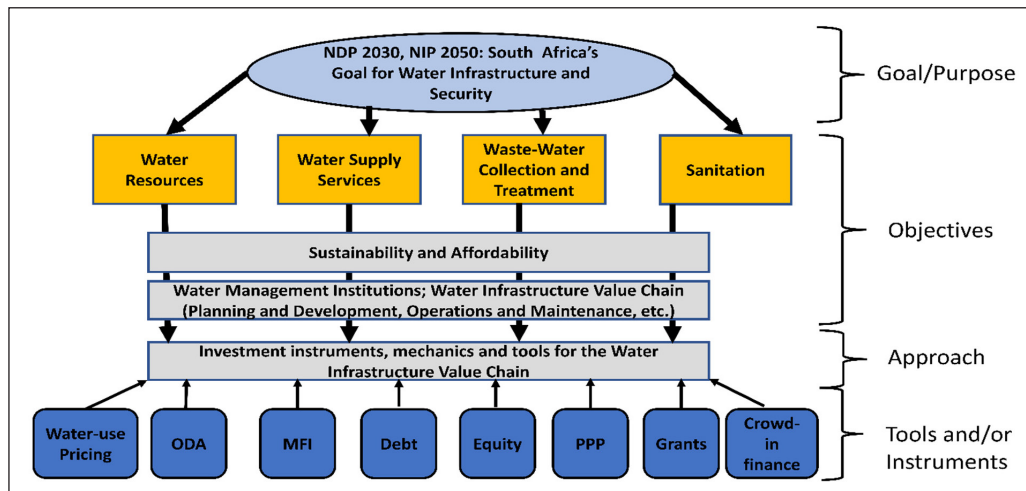 NDP 2030, NIP 2050: South Africa's
Goal for Water Infrastructure and
Security
Goal/Purpose
Water
Resources
Water Supply
Services
Waste-Water
Collection and
Treatment
Sanitation
Objectives
Sustainability and Affordability
Water Management Institutions; Water Infrastructure Value Chain
(Planning and Development, Operations and Maintenance, etc.)
Investment instruments, mechanics and tools for the Water
Infrastructure Value Chain
Approach
Water-use
Pricing
ODA
MFI
Debt
Equity
PPP
Grants
Crowd-
in
finance
Tools and/or
Instruments